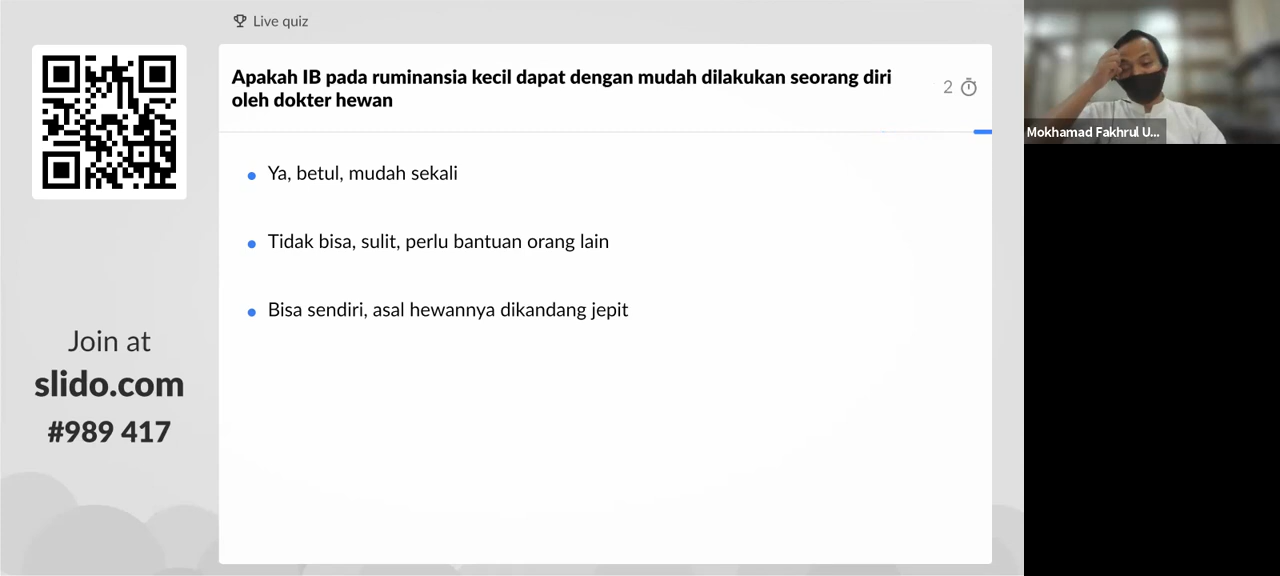 Live quiz
Apakah IB pada ruminansia kecil dapat dengan mudah dilakukan seorang diri
oleh dokter hewan
2
Ya, betul, mudah sekali
Tidak bisa, sulit, perlu bantuan orang lain
Bisa sendiri, asal hewannya dikandang jepit
Join at
slido.com
#989 417
Mokhamad Fakhrul U...